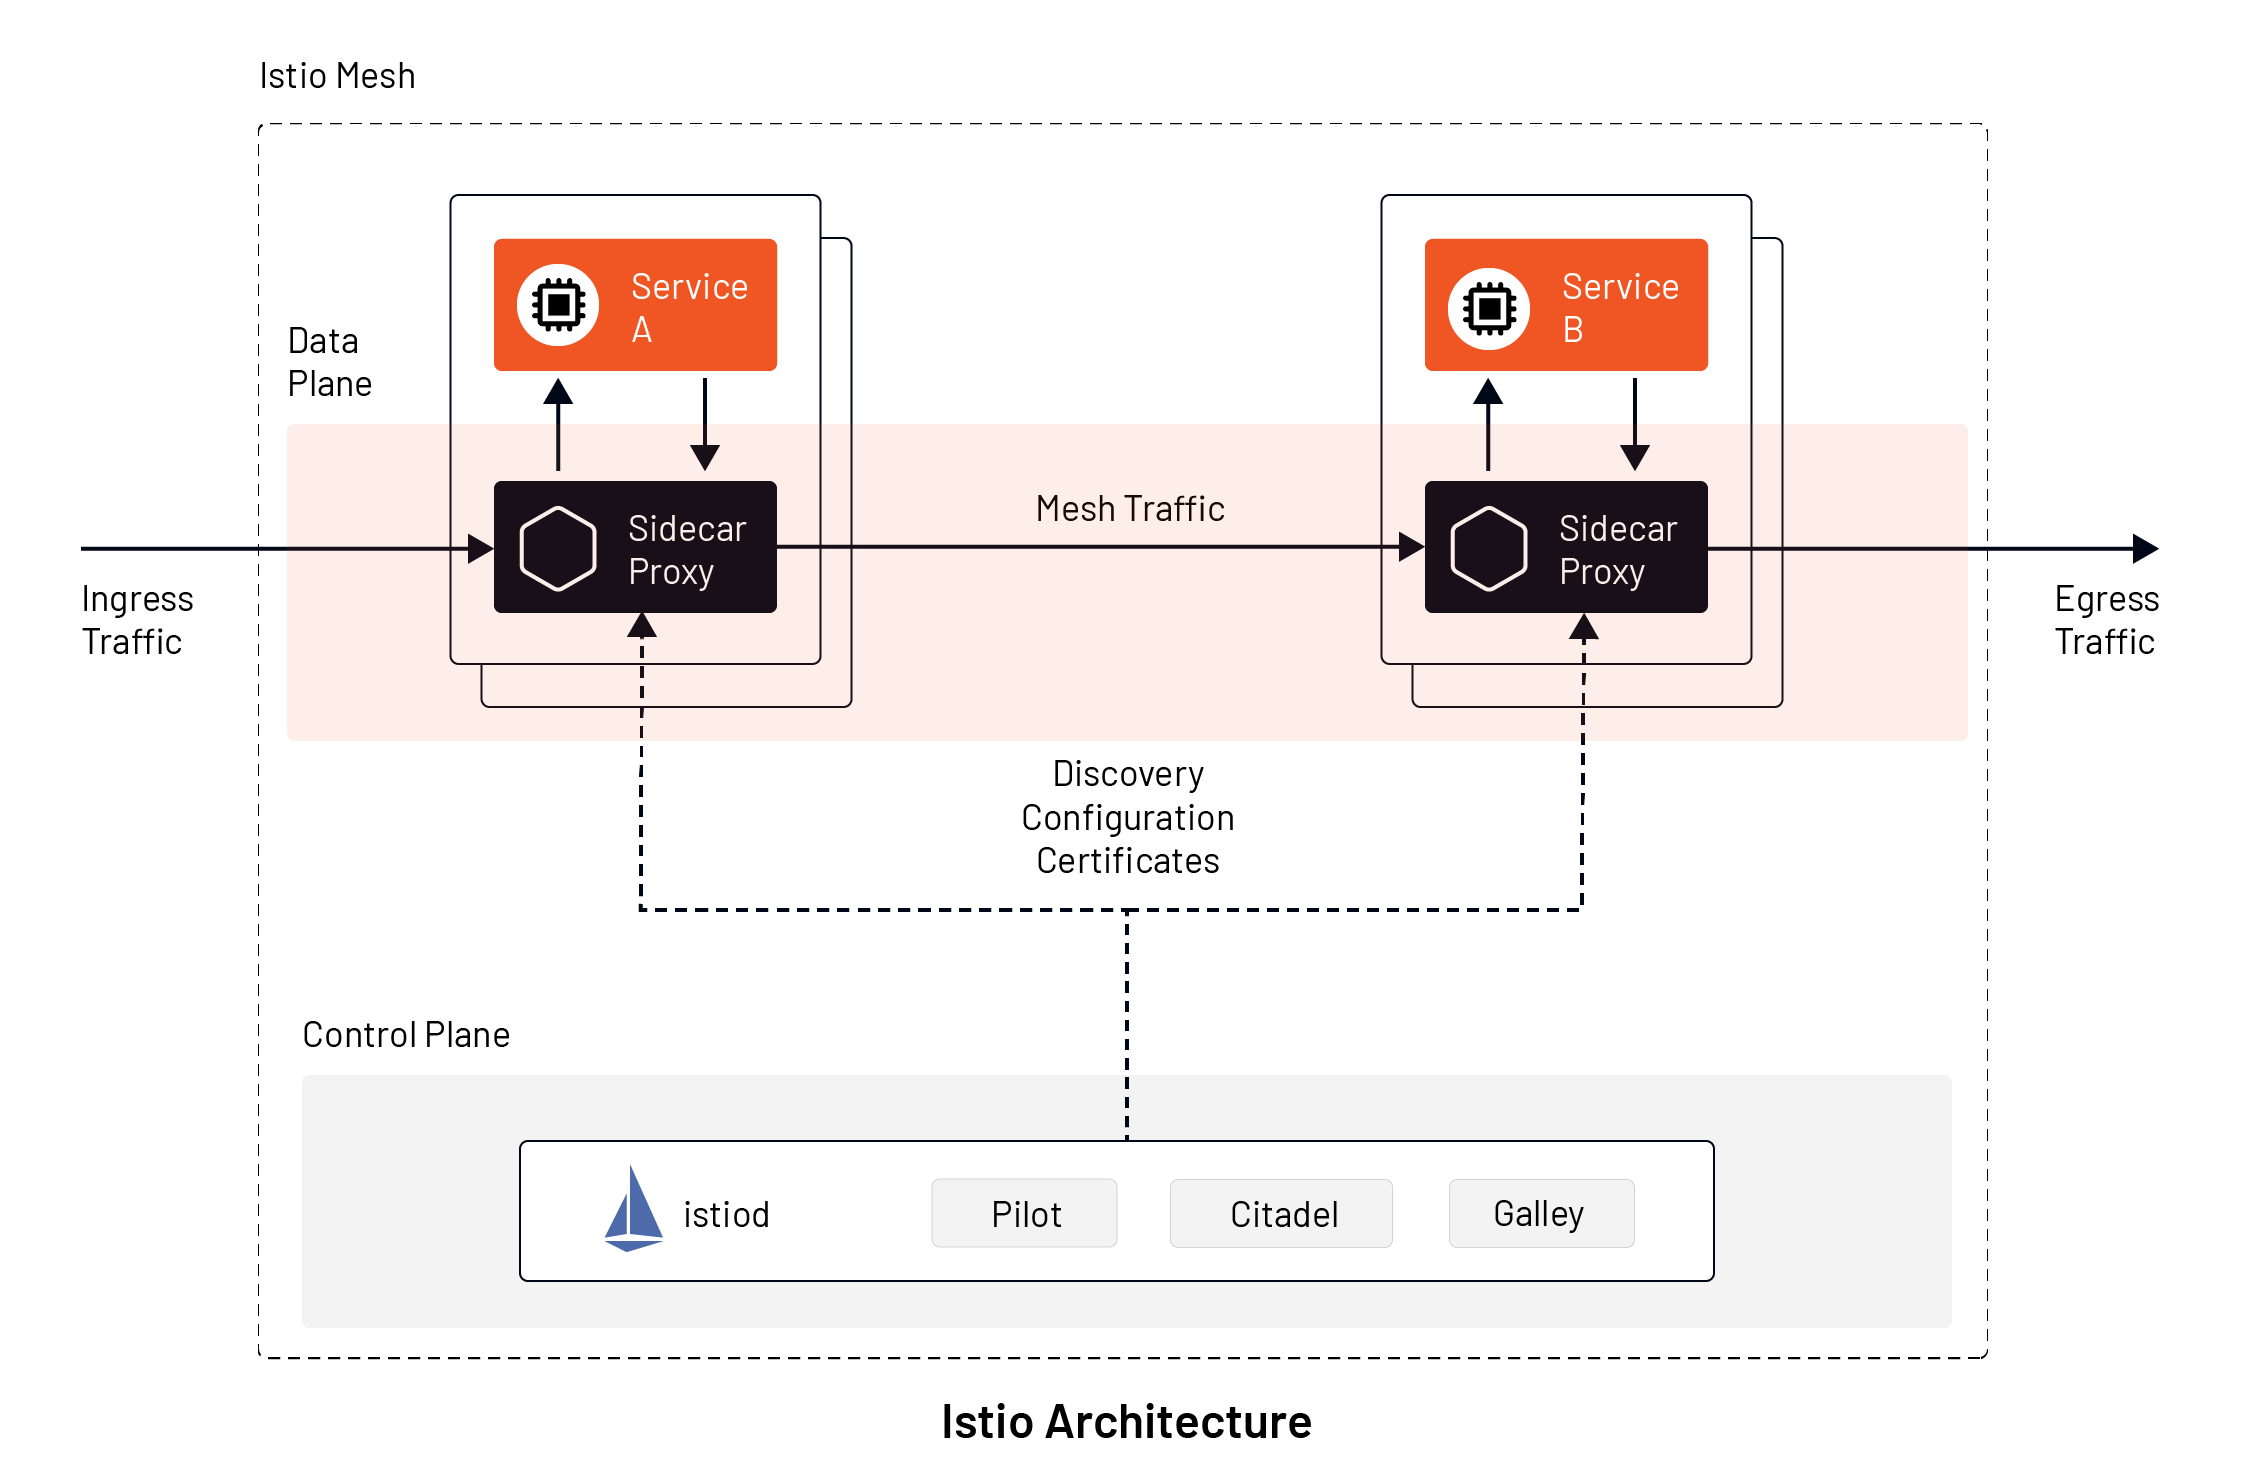 Istio Mesh
Service
A
Service
B
Data
Plane
Sidecar
Proxy
Mesh Traffic
Sidecar
Proxy
Ingress
Traffic
Egress
Traffic
Discovery
Configuration
Certificates
Control Plane
istiod
Pilot
Citadel
Galley
Istio Architecture